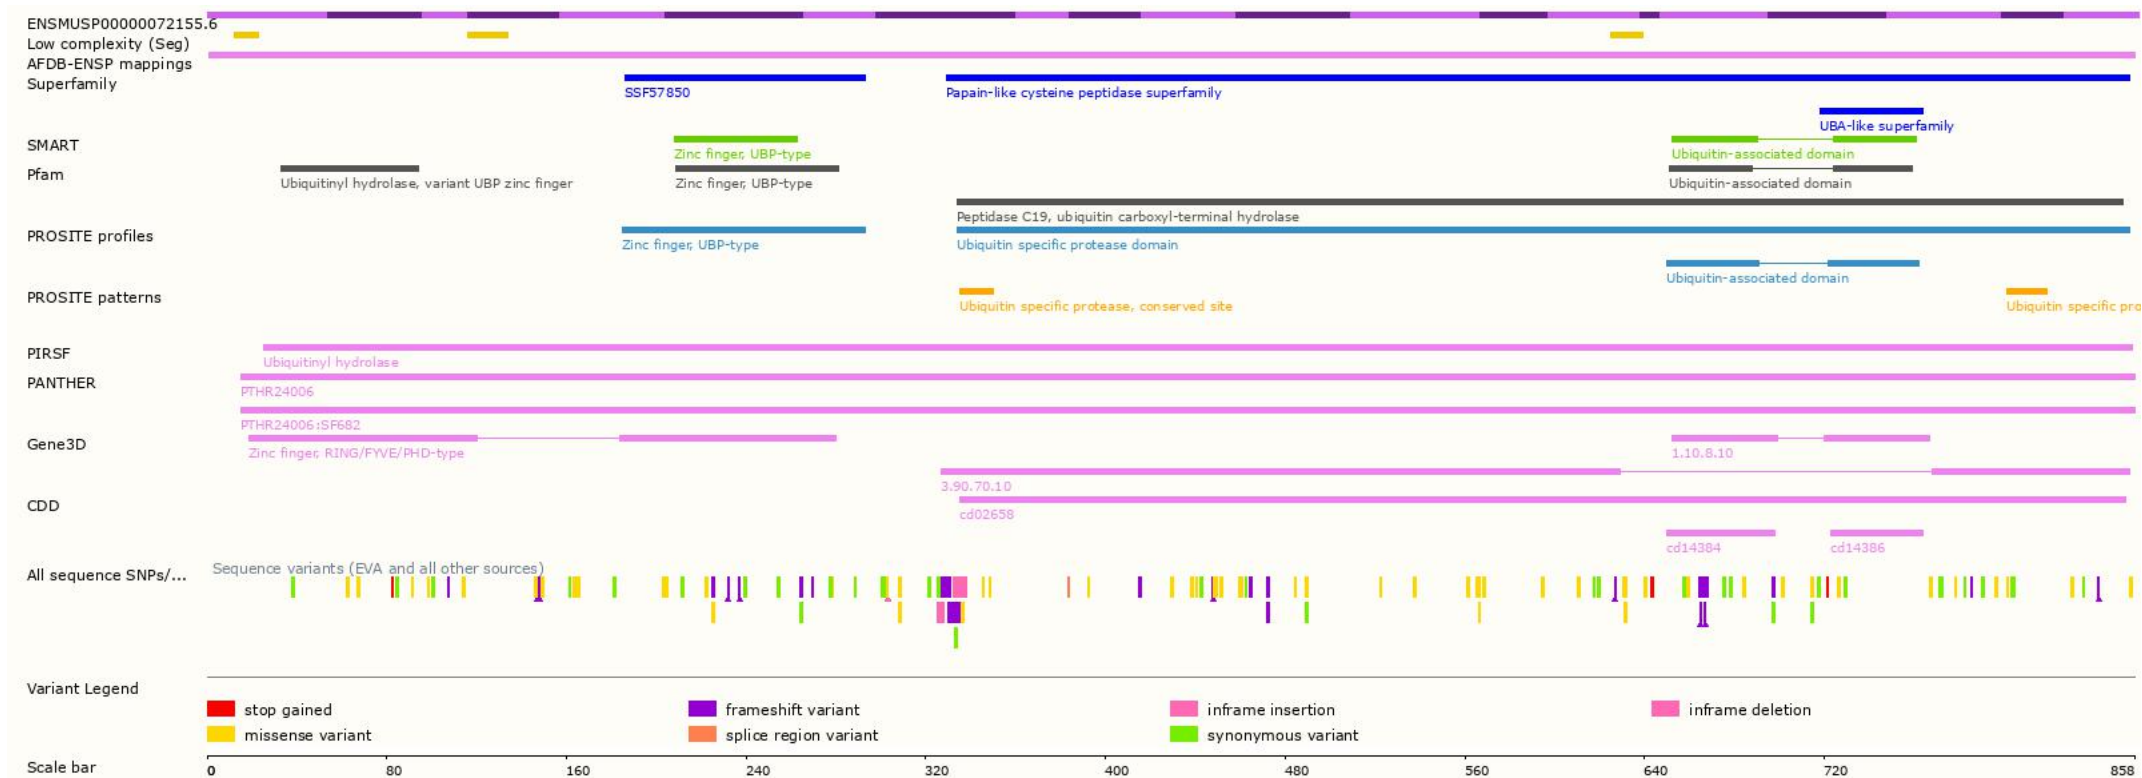 ENSMUSP00000072155.6
Low complexity (Seg)
AFDB-ENSP mappings
Superfamily
SSF57850
Papain-like cysteine peptidase superfamily
UBA-like superfamily
SMART
Zinc finger, UBP-type
Ubiquitin-associated domain
Pfam
Ubiquitinyl hydrolase, variant UBP zinc finger
Zinc finger, UBP-type
Ubiquitin-associated domain
Peptidase C19, ubiquitin carboxyl-terminal hydrolase
PROSITE profiles
Zinc finger, UBP-type
Ubiquitin specific protease domain
Ubiquitin-associated domain
PROSITE patterns
Ubiquitin specific protease, conserved site
Ubiquitin specific pro
PIRSF
Ubiquitinyl hydrolase
PANTHER
PTHR24006
PTHR24006:SF682
Gene3D
Zinc finger, RING/FYVE/PHD-type
1.10.8.10
3.90.70.10
CDD
cd02658
cd14384
cd14386
All sequence SNPs/...
Sequence variants (EVA and all other sources)
Variant Legend
stop gained
frameshift variant
inframe insertion
inframe deletion
missense variant
splice region variant
synonymous variant
Scale bar
0 80 160 240 320 400 480 560 640 720 858